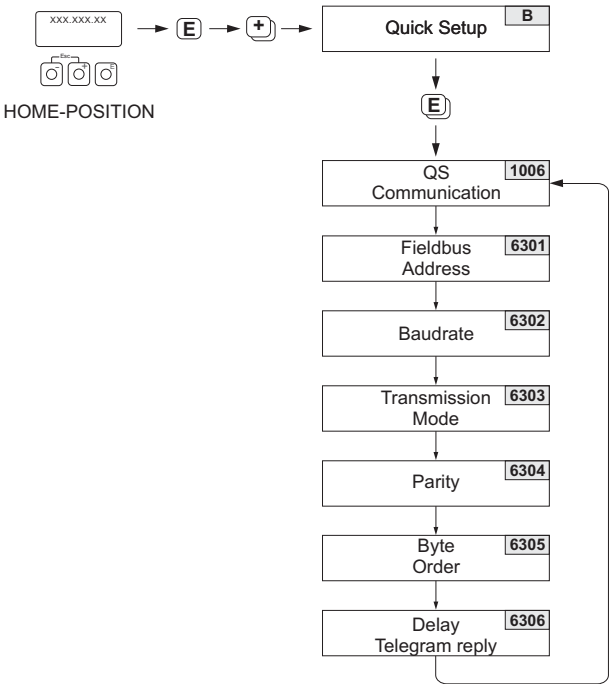 XXX.XXX.XX
Esc
- + E
HOME-POSITION
E
+
Quick Setup
B
E
QS
Communication
1006
Fieldbus
Address
6301
Baudrate
6302
Transmission
Mode
6303
Parity
6304
Byte
Order
6305
Delay
Telegram reply
6306